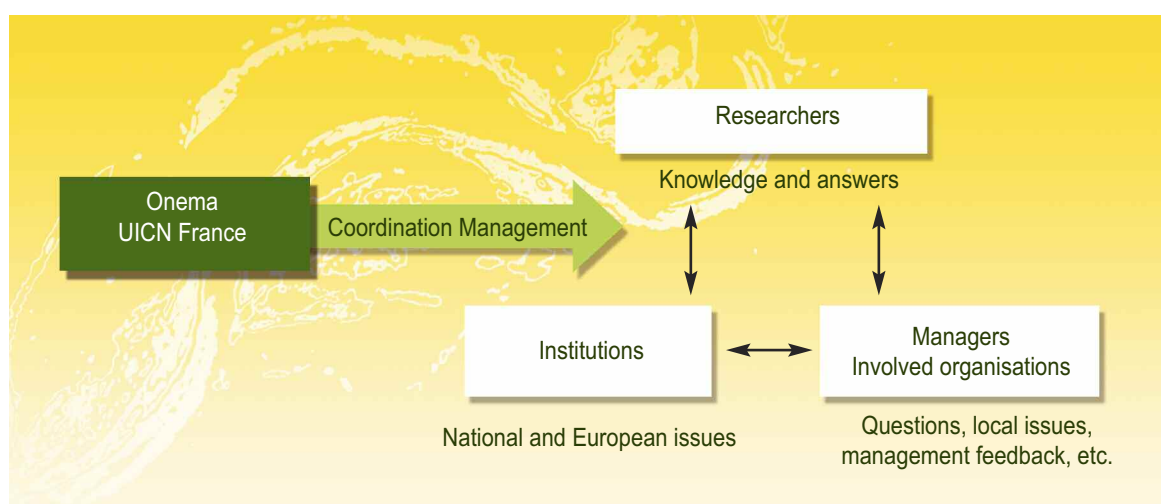 Researchers
Knowledge and answers
Onema
UICN France
Coordination Management
Institutions
National and European issues
Managers
Involved organisations
Questions, local issues,
management feedback, etc.